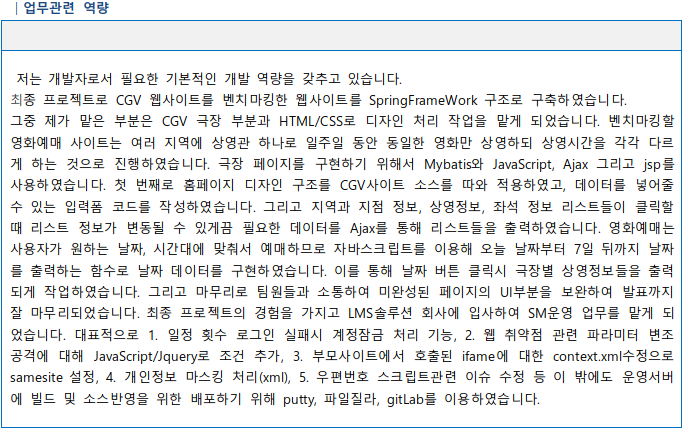 | 업무관련 역량
저는 개발자로서 필요한 기본적인 개발 역량을 갖추고 있습니다.
최종 프로젝트로 CGV 웹사이트를 벤치마킹한 웹사이트를 SpringFrameWork 구조로 구축하였습니다.
그중 제가 맡은 부분은 CGV 극장 부분과 HTML/CSS로 디자인 처리 작업을 맡게 되었습니다. 벤치마킹할
영화예매 사이트는 여러 지역에 상영관 하나로 일주일 동안 동일한 영화만 상영하되 상영시간을 각각 다르
게 하는 것으로 진행하였습니다. 극장 페이지를 구현하기 위해서 Mybatis와 JavaScript, Ajax 그리고 jsp를
사용하였습니다. 첫 번째로 홈페이지 디자인 구조를 CGV사이트 소스를 따와 적용하였고, 데이터를 넣어줄
수 있는 입력폼 코드를 작성하였습니다. 그리고 지역과 지점 정보, 상영정보, 좌석 정보 리스트들이 클릭할
때 리스트 정보가 변동될 수 있게끔 필요한 데이터를 Ajax를 통해 리스트들을 출력하였습니다. 영화예매는
사용자가 원하는 날짜, 시간대에 맞춰서 예매하므로 자바스크립트를 이용해 오늘 날짜부터 7일 뒤까지 날짜
를 출력하는 함수로 날짜 데이터를 구현하였습니다. 이를 통해 날짜 버튼 클릭시 극장별 상영정보들을 출력
되게 작업하였습니다. 그리고 마무리로 팀원들과 소통하여 미완성된 페이지의 UI부분을 보완하여 발표까지
잘 마무리되었습니다. 최종 프로젝트의 경험을 가지고 LMS솔루션 회사에 입사하여 SM운영 업무를 맡게 되
었습니다. 대표적으로 1. 일정 횟수 로그인 실패시 계정잠금 처리 기능, 2. 웹 취약점 관련 파라미터 변조
공격에 대해 JavaScript/Jquery로 조건 추가, 3. 부모사이트에서 호출된 ifame에 대한 context.xml수정으로
samesite 설정, 4. 개인정보 마스킹 처리(xml), 5. 우편번호 스크립트관련 이슈 수정 등 이 밖에도 운영서버
에 빌드 및 소스반영을 위한 배포하기 위해 putty, 파일질라, gitLab를 이용하였습니다.